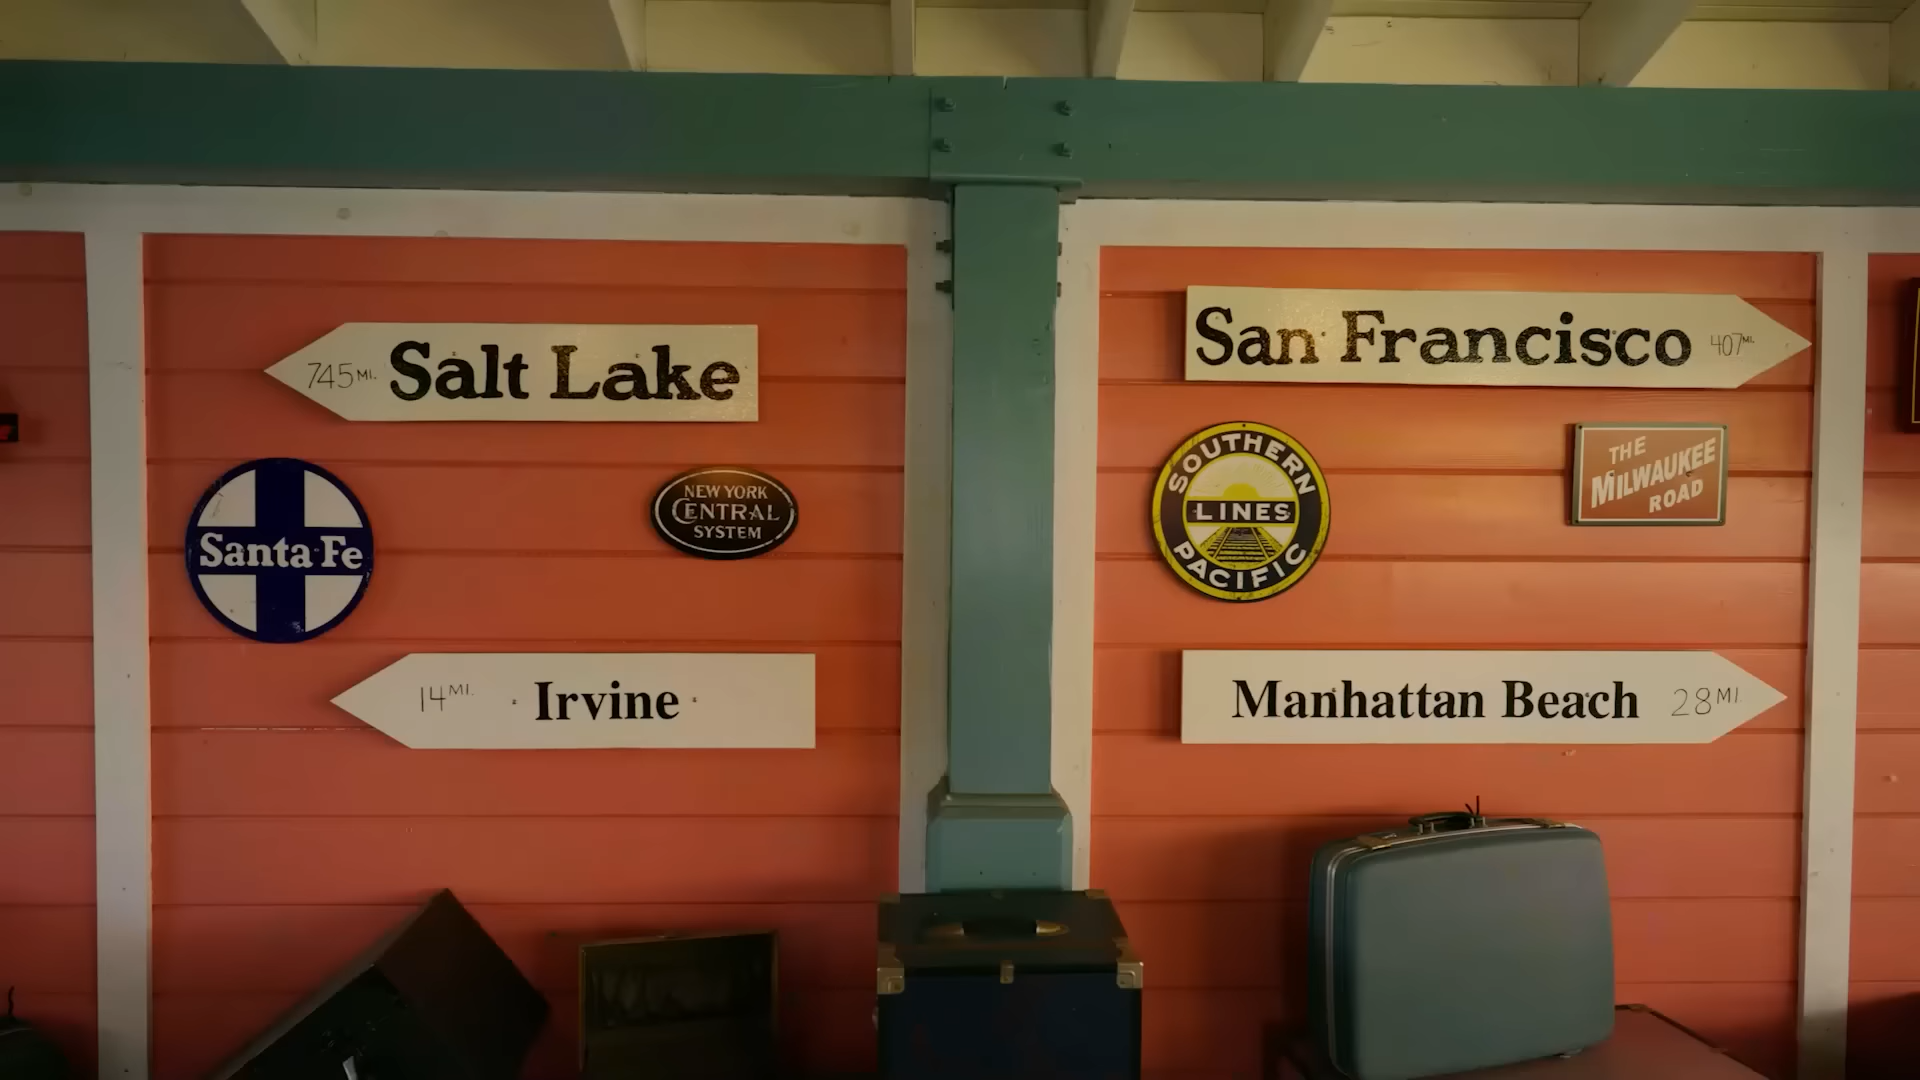 745 MI. Salt Lake
Santa Fe
NEW YORK
CENTRAL
SYSTEM
14 MI. Irvine
San Francisco 407 MI.
SOUTHERN
LINES
PACIFIC
THE
MILWAUKEE
ROAD
Manhattan Beach 28 MI.